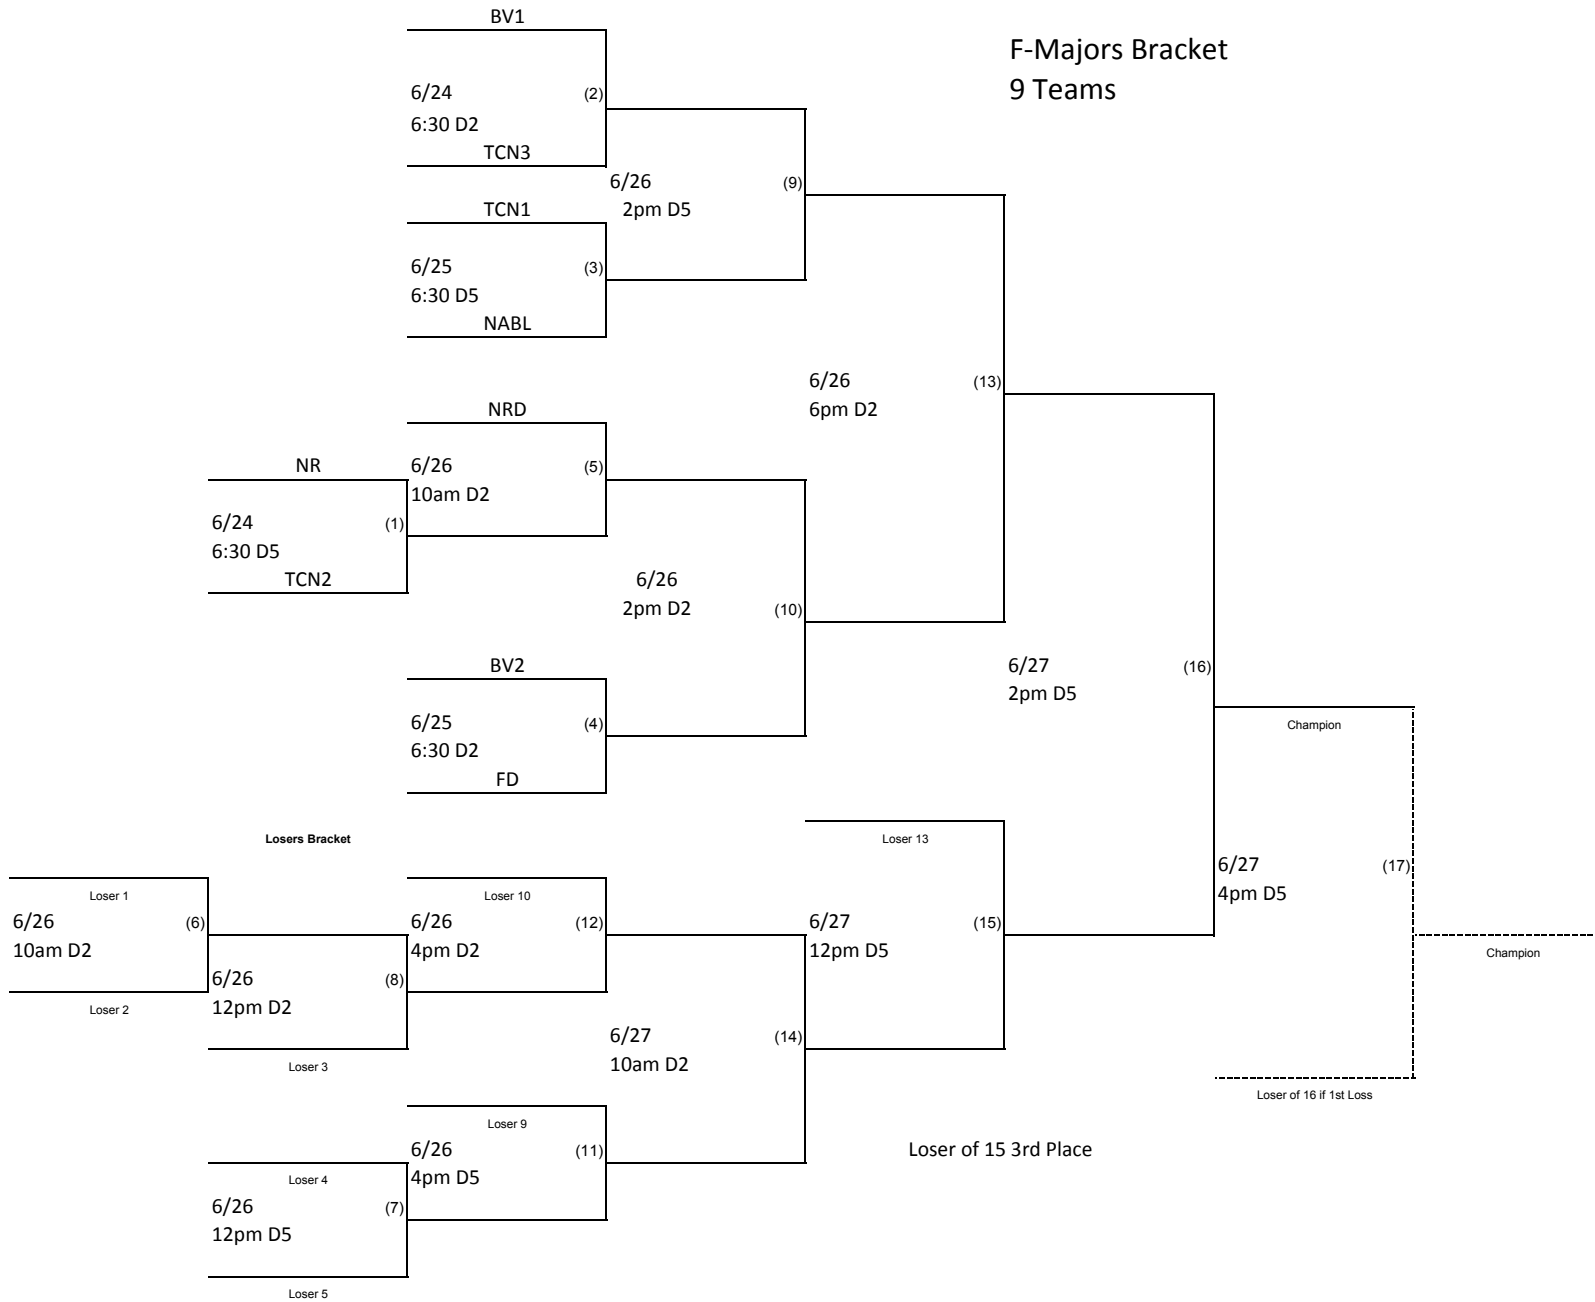 BV1
F-Majors Bracket
9 Teams
6/24
(2)
6:30 D2
TCN3
6/26
(9)
2pm D5
TCN1
6/25
(3)
6:30 D5
NABL
6/26
(13)
6pm D2
NRD
NR
6/26
(5)
10am D2
6/24
(1)
6:30 D5
TCN2
6/26
2pm D2
(10)
BV2
6/27
(16)
2pm D5
6/25
(4)
6:30 D2
Champion
FD
Losers Bracket
Loser 13
6/27
(17)
4pm D5
Loser 1
Loser 10
6/26
(6)
10am D2
6/26
(12)
4pm D2
6/27
(15)
12pm D5
Champion
6/26
(8)
12pm D2
Loser 2
6/27
(14)
10am D2
Loser 3
Loser of 16 if 1st Loss
Loser 9
6/26
(11)
4pm D5
Loser of 15 3rd Place
Loser 4
6/26
(7)
12pm D5
Loser 5